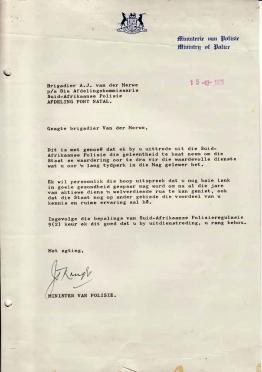 Ministerie van Polisie
Ministry of Police
Brigadier A.J. van der Merwe
p/a Die Afdelingskommissaris
Suid-Afrikaanse Polisie
AFDELING PORT NATAL.
Geagte brigadier Van der Merwe,
Dit is met genoeë dat ek by u uittrede uit die Suid-
Afrikaanse Polisie die geleentheid te baat neem om die
Staat se waardering oor te dra vir die waardevolle dienste
wat u oor 'n lang tydperk in die Mag gelewer het.
Ek wil persoonlik die hoop uitspreek dat u nog baie lank
in goeie gesondheid gespaar mag word om na al die jare
van aktiewe diens 'n welverdiende rus te kan geniet, ook
dat die Staat nog op ander gebiede die voordeel van u
kennis en ruime ervaring sal hê.
Ingevolge die bepalings van Suid-Afrikaanse Polisieregulasie
9(2) keur ek dit goed dat u by uitdienstreding, u rang behou.
Met agting,
MINISTER VAN POLISIE.